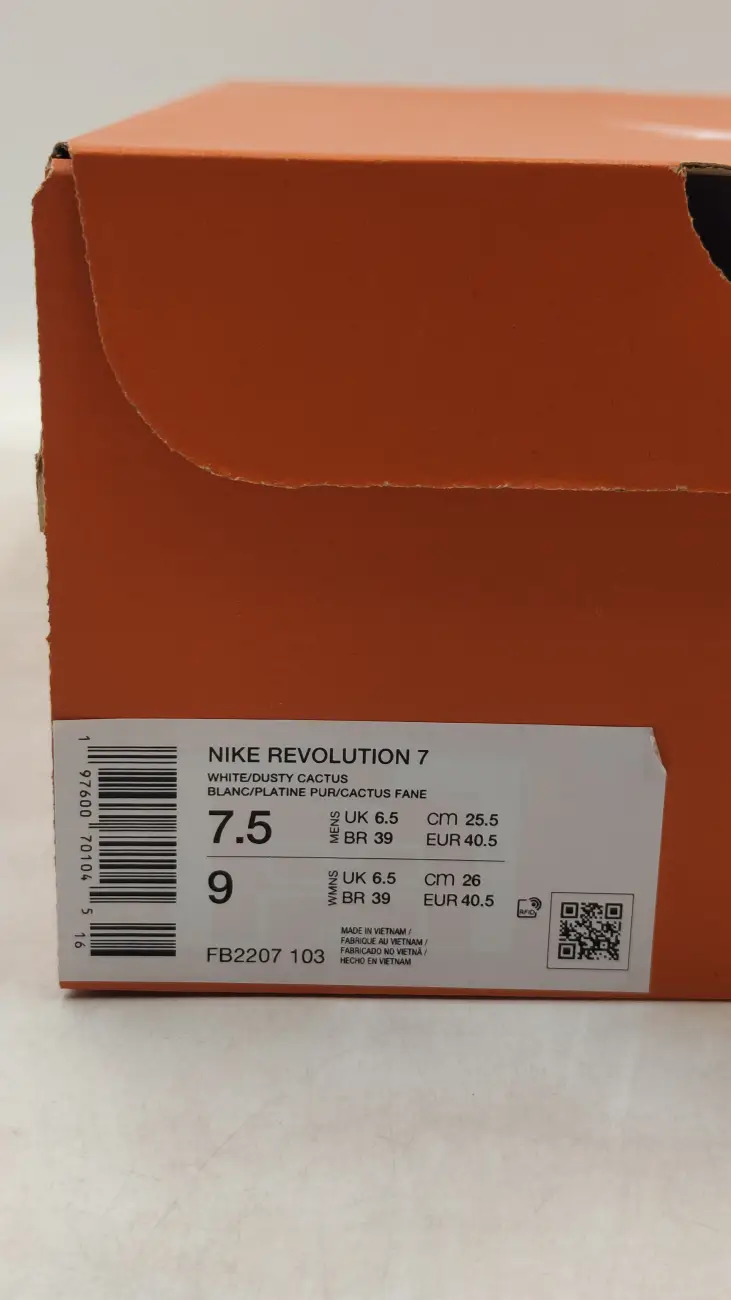 NIKE REVOLUTION 7
WHITE/DUSTY CACTUS
BLANC/PLATINE PUR/CACTUS FANE
7.5 MENS UK 6.5 cm 25.5
BR 39 EUR 40.5
9 WMNS UK 6.5 cm 26
BR 39 EUR 40.5
RFID
FB2207 103
MADE IN VIETNAM /
FABRIQUE AU VIETNAM /
FABRICADO NO VIETNÃ /
HECHO EN VIETNAM
1 97600 70104 5 16